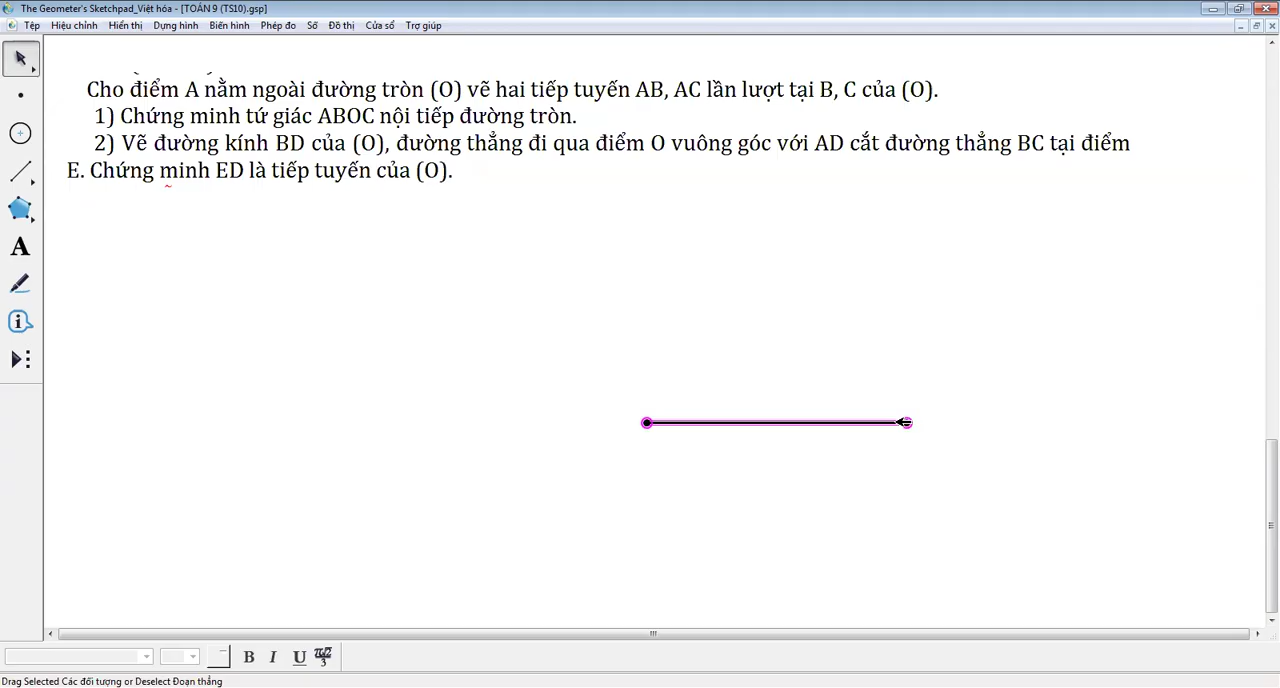 The Geometer's Sketchpad_Việt hóa - [TOÁN 9 (TS10).gsp]
Tệp Hiệu chỉnh Hiển thị Dựng hình Biến hình Phép đo Số Đồ thị Cửa sổ Trợ giúp
Cho điểm A nằm ngoài đường tròn (O) vẽ hai tiếp tuyến AB, AC lần lượt tại B, C của (O).
1) Chứng minh tứ giác ABOC nội tiếp đường tròn.
2) Vẽ đường kính BD của (O), đường thẳng đi qua điểm O vuông góc với AD cắt đường thẳng BC tại điểm
E. Chứng minh ED là tiếp tuyến của (O).
A
B I U
Drag Selected Các đối tượng or Deselect Đoạn thẳng